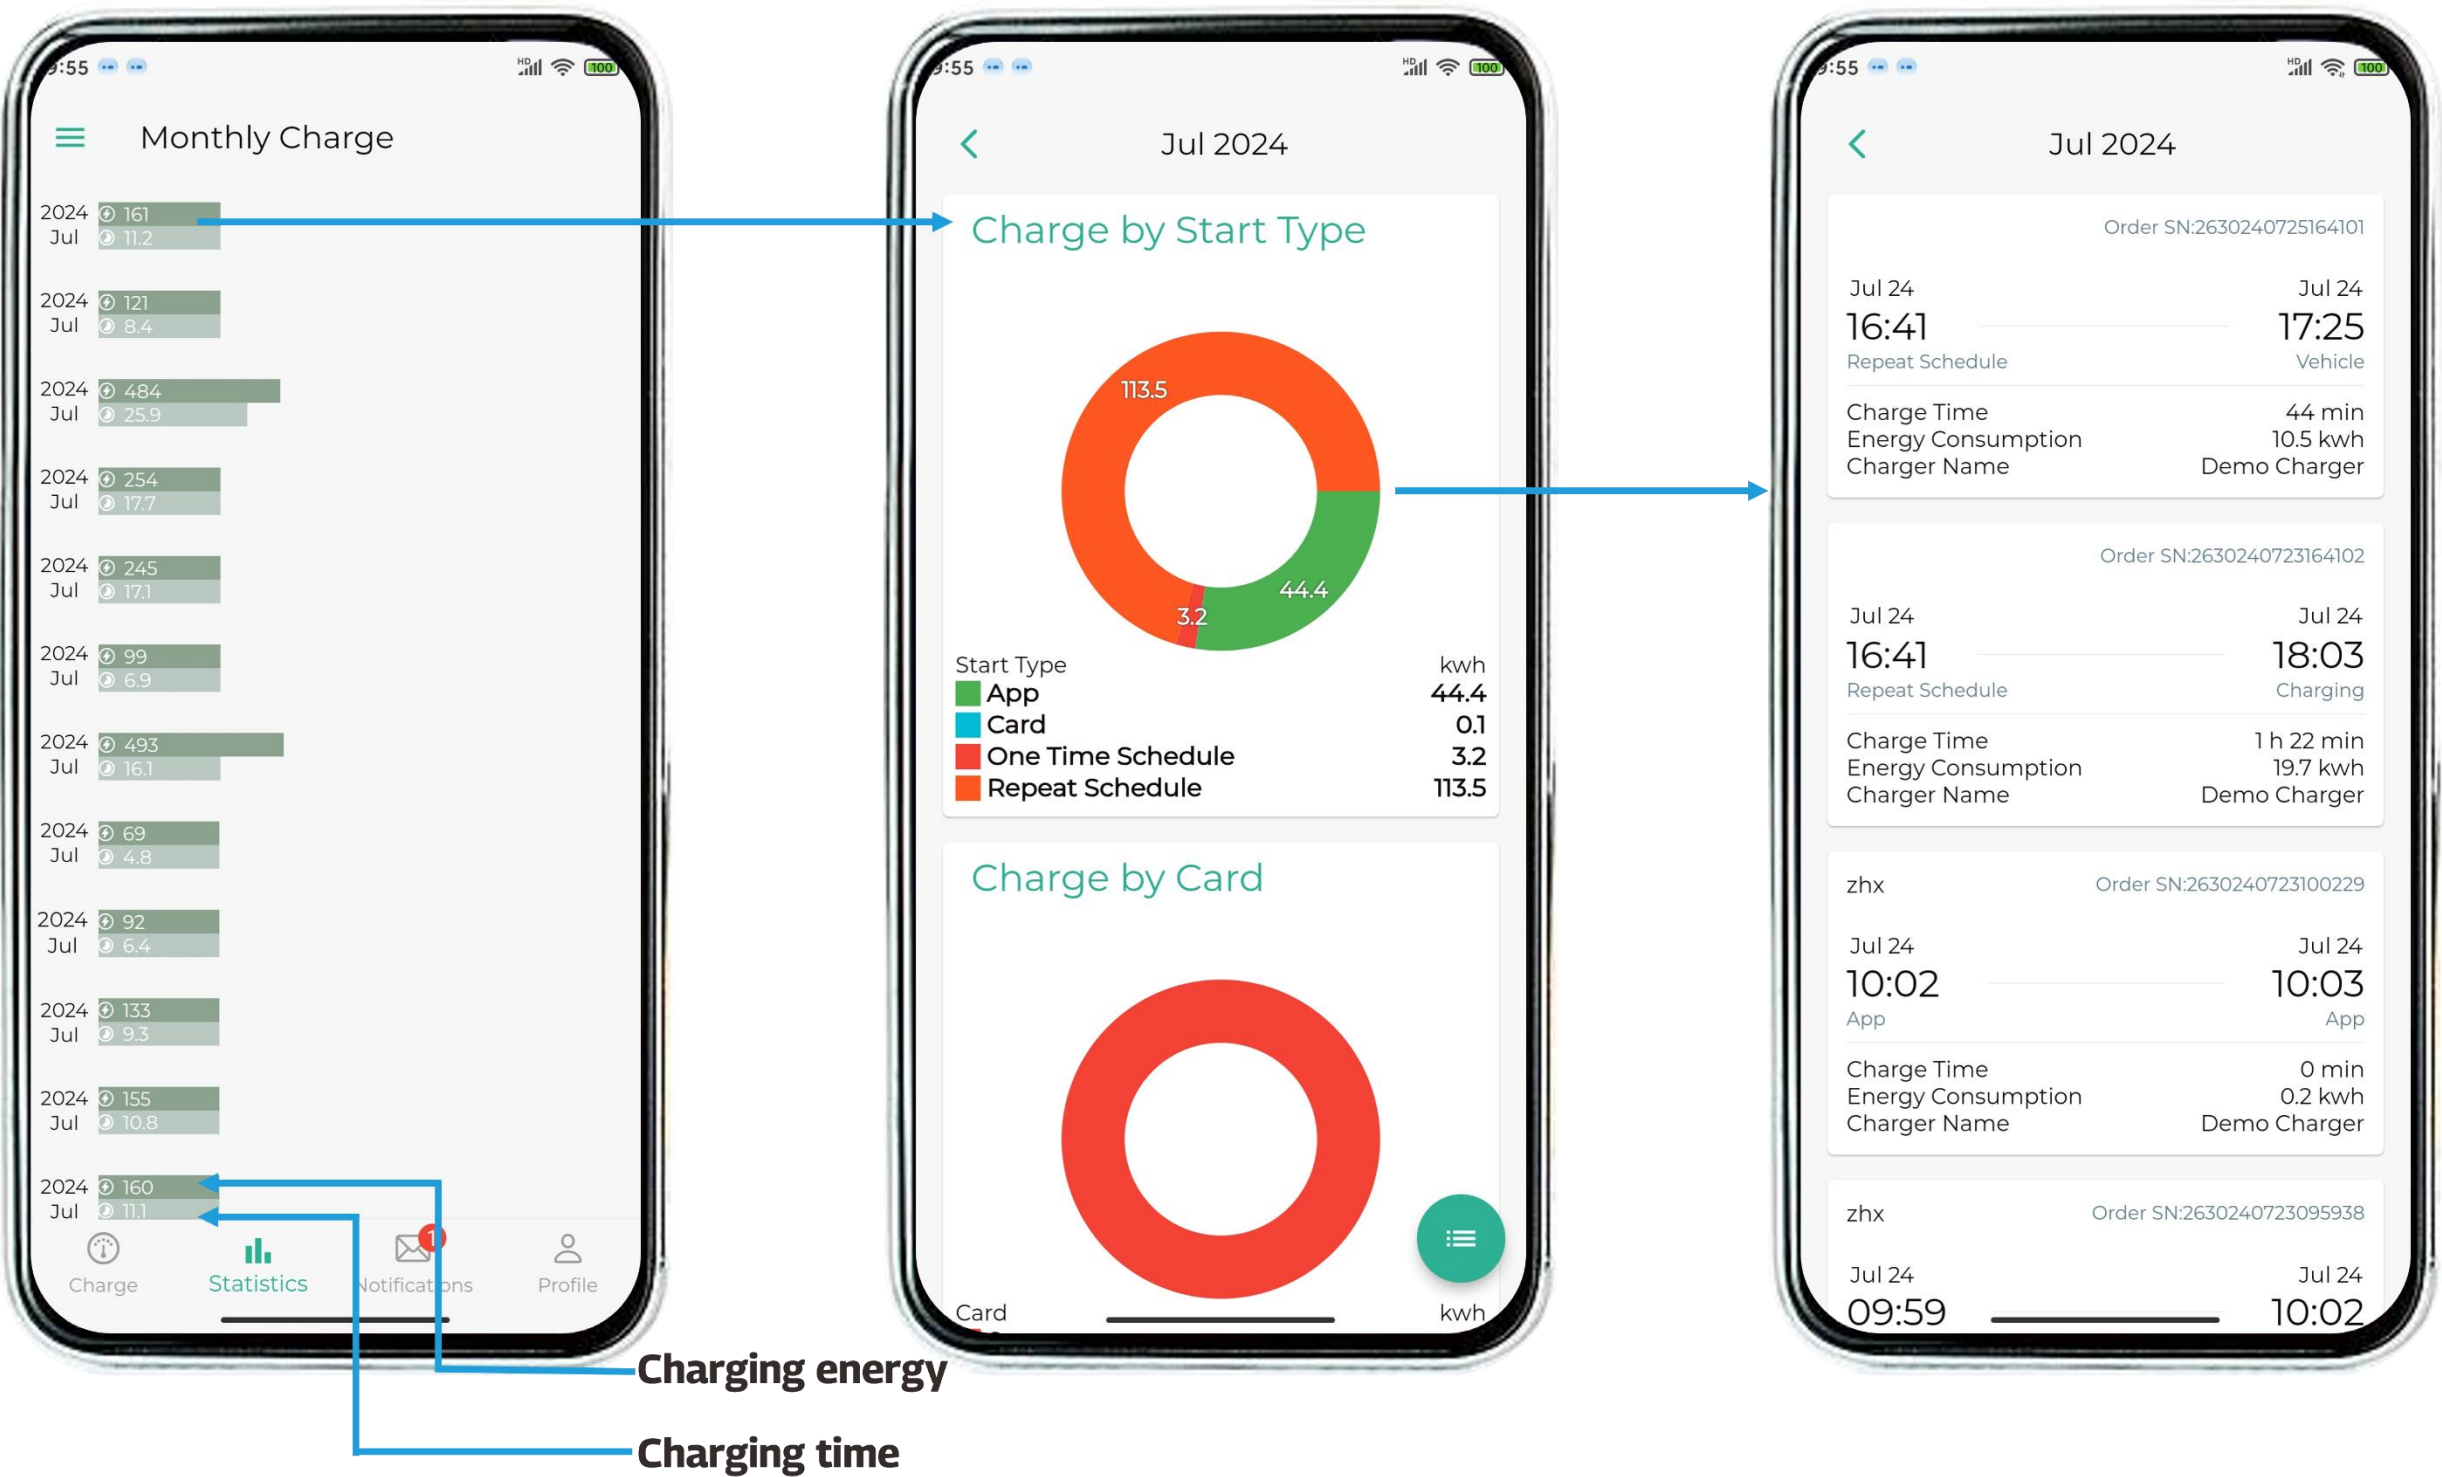 9:55
HD
100
Monthly Charge
2024 161
Jul 11.2
2024 121
Jul 8.4
2024 484
Jul 25.9
2024 254
Jul 17.7
2024 245
Jul 17.1
2024 99
Jul 6.9
2024 493
Jul 16.1
2024 69
Jul 4.8
2024 92
Jul 6.4
2024 133
Jul 9.3
2024 155
Jul 10.8
2024 160
Jul 11.1
1
Charge Statistics Notifications Profile
Charging energy
Charging time
9:55
HD
100
Jul 2024
Charge by Start Type
113.5
44.4
3.2
Start Type kwh
App 44.4
Card 0.1
One Time Schedule 3.2
Repeat Schedule 113.5
Charge by Card
Card kwh
9:55
HD
100
Jul 2024
Order SN:2630240725164101
Jul 24 Jul 24
16:41 17:25
Repeat Schedule Vehicle
Charge Time 44 min
Energy Consumption 10.5 kwh
Charger Name Demo Charger
Order SN:2630240723164102
Jul 24 Jul 24
16:41 18:03
Repeat Schedule Charging
Charge Time 1 h 22 min
Energy Consumption 19.7 kwh
Charger Name Demo Charger
zhx Order SN:2630240723100229
Jul 24 Jul 24
10:02 10:03
App App
Charge Time 0 min
Energy Consumption 0.2 kwh
Charger Name Demo Charger
zhx Order SN:2630240723095938
Jul 24 Jul 24
09:59 10:02